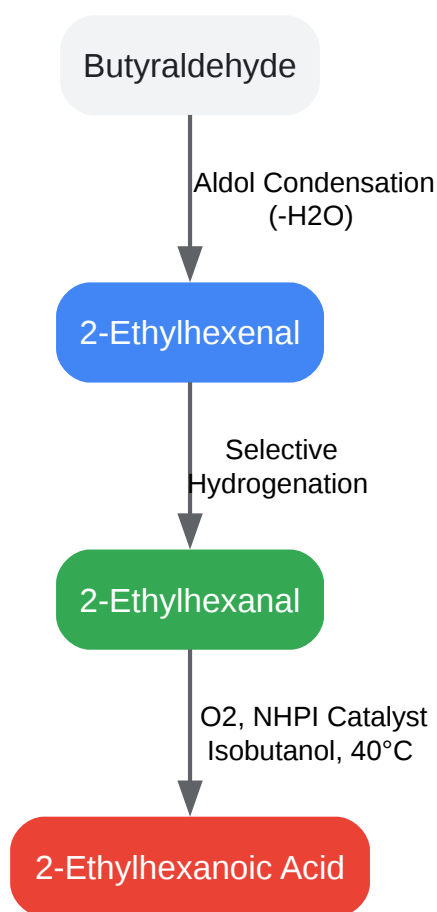 Butyraldehyde
Aldol Condensation
(-H2O)
2-Ethylhexenal
Selective
Hydrogenation
2-Ethylhexanal
O2, NHPI Catalyst
Isobutanol, 40°C
2-Ethylhexanoic Acid